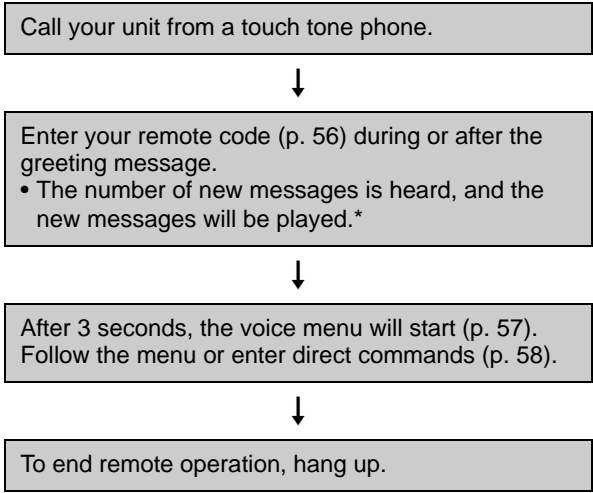 Call your unit from a touch tone phone.
Enter your remote code (p. 56) during or after the
greeting message.
• The number of new messages is heard, and the
new messages will be played.*
After 3 seconds, the voice menu will start (p. 57).
Follow the menu or enter direct commands (p. 58).
To end remote operation, hang up.